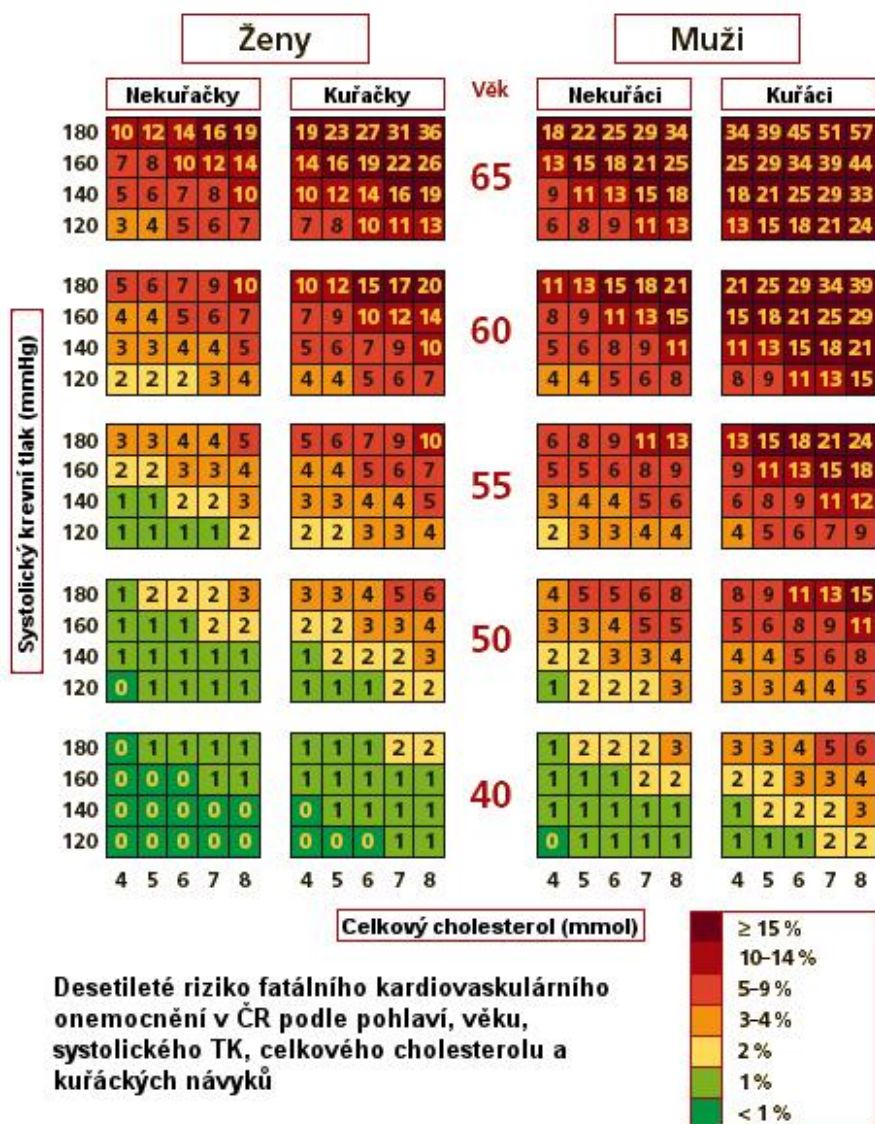 Ženy Muži
Nekuřačky Kuřačky Věk Nekuřáci Kuřáci
180 10 12 14 16 19 19 23 27 31 36 18 22 25 29 34 34 39 45 51 57
160 7 8 10 12 14 14 16 19 22 26 13 15 18 21 25 25 29 34 39 44
65
140 5 6 7 8 10 10 12 14 16 19 9 11 13 15 18 18 21 25 29 33
120 3 4 5 6 7 7 8 10 11 13 6 8 9 11 13 13 15 18 21 24
180 5 6 7 9 10 10 12 15 17 20 11 13 15 18 21 21 25 29 34 39
160 4 4 5 6 7 7 9 10 12 14 8 9 11 13 15 15 18 21 25 29
60
140 3 3 4 4 5 5 6 7 9 10 5 6 8 9 11 11 13 15 18 21
120 2 2 2 3 4 4 4 5 6 7 4 4 5 6 8 8 9 11 13 15
Systolický krevní tlak (mmHg)
180 3 3 4 4 5 5 6 7 9 10 6 8 9 11 13 13 15 18 21 24
160 2 2 3 3 4 4 4 5 6 7 5 5 6 8 9 9 11 13 15 18
55
140 1 1 2 2 3 3 3 4 4 5 3 4 4 5 6 6 8 9 11 12
120 1 1 1 1 2 2 2 3 3 4 2 3 3 4 4 4 5 6 7 9
180 1 2 2 2 3 3 3 4 5 6 4 5 5 6 8 8 9 11 13 15
160 1 1 1 2 2 2 2 3 3 4 3 3 4 5 5 5 6 8 9 11
50
140 1 1 1 1 1 1 2 2 2 3 2 2 3 3 4 4 4 5 6 8
120 0 1 1 1 1 1 1 1 2 2 1 2 2 2 3 3 3 4 4 5
180 0 1 1 1 1 1 1 1 2 2 1 2 2 2 3 3 3 4 5 6
160 0 0 0 1 1 1 1 1 1 1 1 1 1 2 2 2 2 3 3 4
40
140 0 0 0 0 0 0 1 1 1 1 1 1 1 1 1 1 2 2 2 3
120 0 0 0 0 0 0 0 0 1 1 0 1 1 1 1 1 1 1 2 2
4 5 6 7 8 4 5 6 7 8 4 5 6 7 8 4 5 6 7 8
Celkový cholesterol (mmol)
Desetileté riziko fatálního kardiovaskulárního
onemocnění v ČR podle pohlaví, věku,
systolického TK, celkového cholesterolu a
kuřáckých návyků
≥ 15 %
10–14 %
5–9 %
3–4 %
2 %
1 %
< 1 %